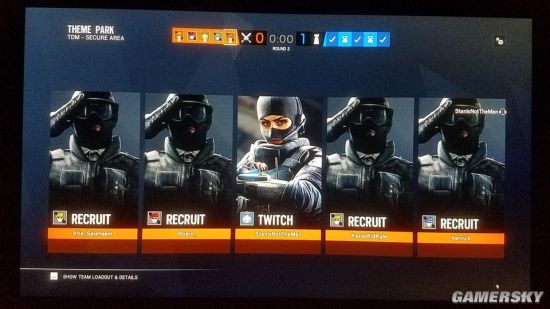 THEME PARK
TDM - SECURE AREA
0
0:00
1
ROUND 2
StanIsNotTheMan
RECRUIT
RECRUIT
TWITCH
RECRUIT
RECRUIT
StanIsNotTheMan
SHOW TEAM LOADOUT & DETAILS
GAMERSKY